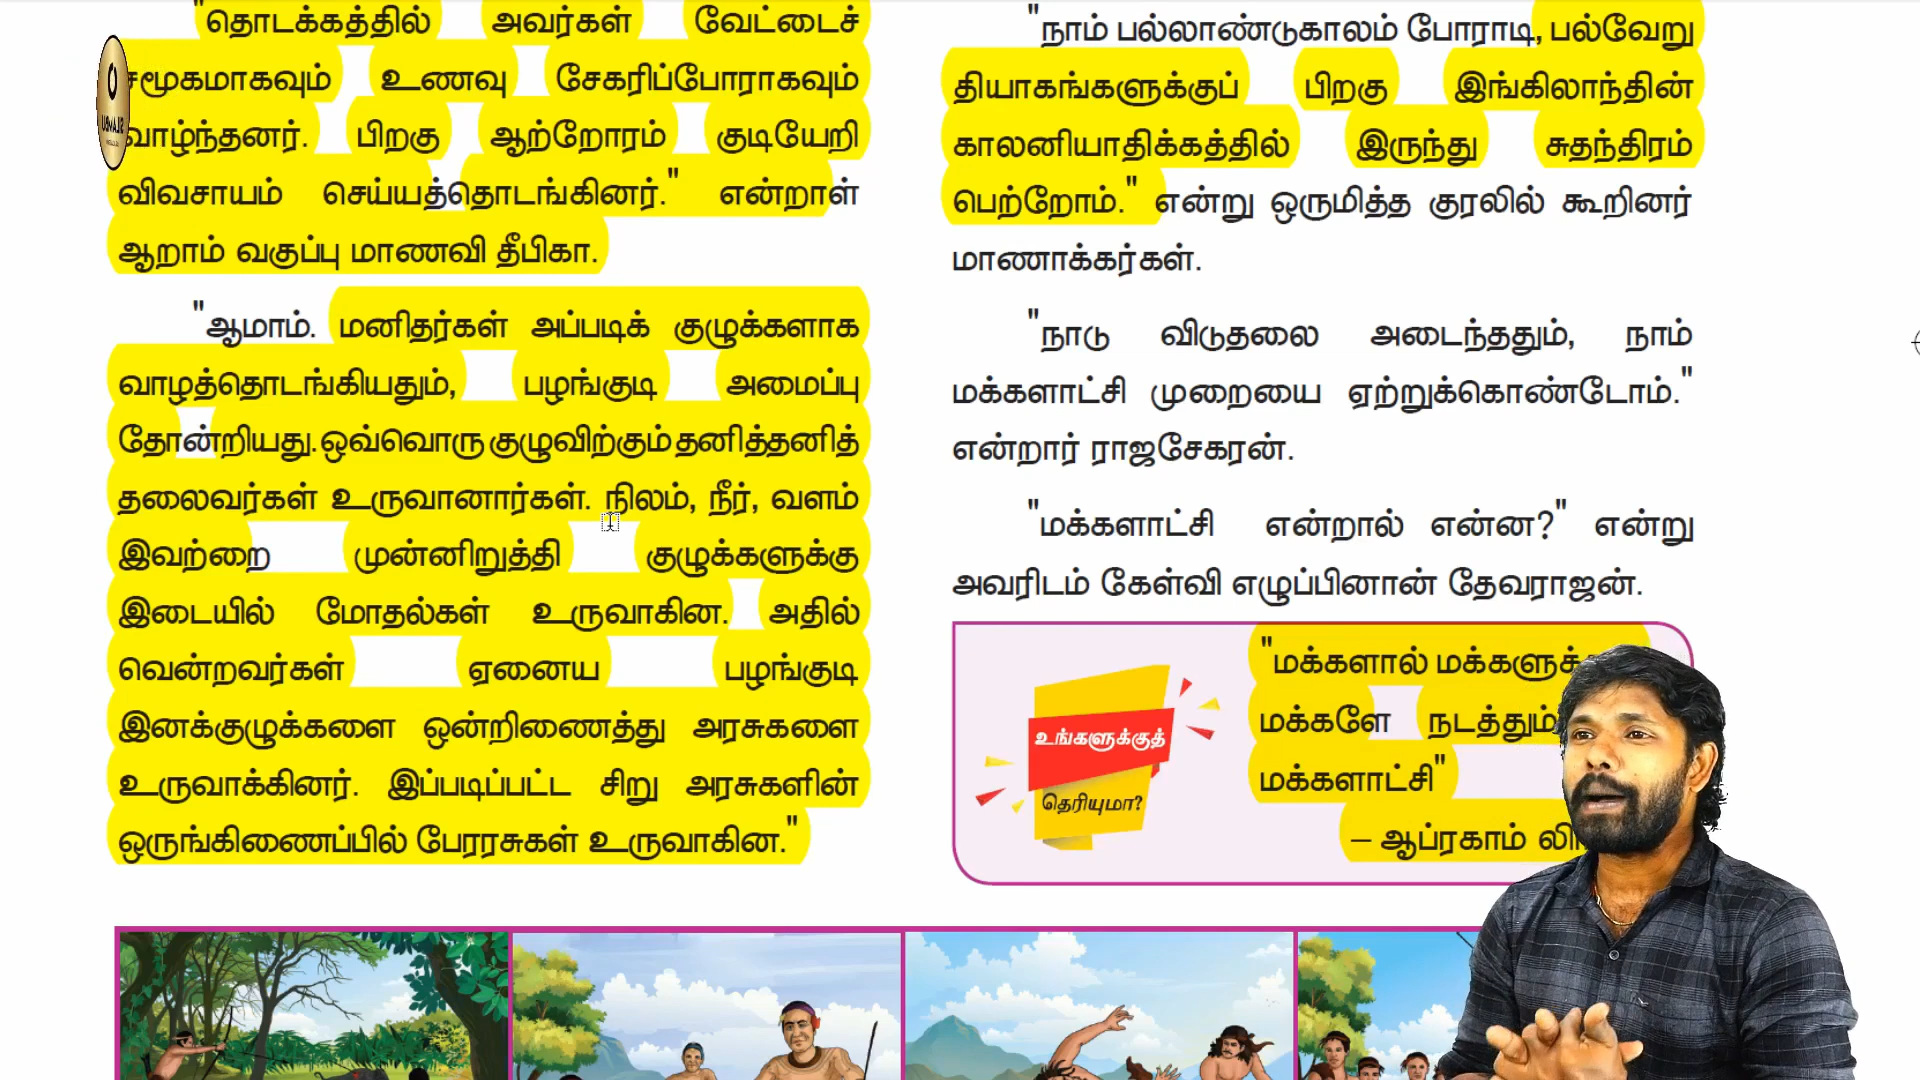 "தொடக்கத்தில் அவர்கள் வேட்டைச்
சமூகமாகவும் உணவு சேகரிப்போராகவும்
வாழ்ந்தனர். பிறகு ஆற்றோரம் குடியேறி
விவசாயம் செய்யத்தொடங்கினர்." என்றாள்
ஆறாம் வகுப்பு மாணவி தீபிகா.
"ஆமாம். மனிதர்கள் அப்படிக் குழுக்களாக
வாழத்தொடங்கியதும், பழங்குடி அமைப்பு
தோன்றியது. ஒவ்வொரு குழுவிற்கும் தனித்தனித்
தலைவர்கள் உருவானார்கள். நிலம், நீர், வளம்
இவற்றை முன்னிறுத்தி குழுக்களுக்கு
இடையில் மோதல்கள் உருவாகின. அதில்
வென்றவர்கள் ஏனைய பழங்குடி
இனக்குழுக்களை ஒன்றிணைத்து அரசுகளை
உருவாக்கினர். இப்படிப்பட்ட சிறு அரசுகளின்
ஒருங்கிணைப்பில் பேரரசுகள் உருவாகின."
"நாம் பல்லாண்டுகாலம் போராடி, பல்வேறு
தியாகங்களுக்குப் பிறகு இங்கிலாந்தின்
காலனியாதிக்கத்தில் இருந்து சுதந்திரம்
பெற்றோம்." என்று ஒருமித்த குரலில் கூறினர்
மாணாக்கர்கள்.
"நாடு விடுதலை அடைந்ததும், நாம்
மக்களாட்சி முறையை ஏற்றுக்கொண்டோம்."
என்றார் ராஜசேகரன்.
"மக்களாட்சி என்றால் என்ன?" என்று
அவரிடம் கேள்வி எழுப்பினான் தேவராஜன்.
உங்களுக்குத்
தெரியுமா?
"மக்களால்
மக்களே நடத்தும்
மக்களாட்சி"
– ஆப்ரகாம்